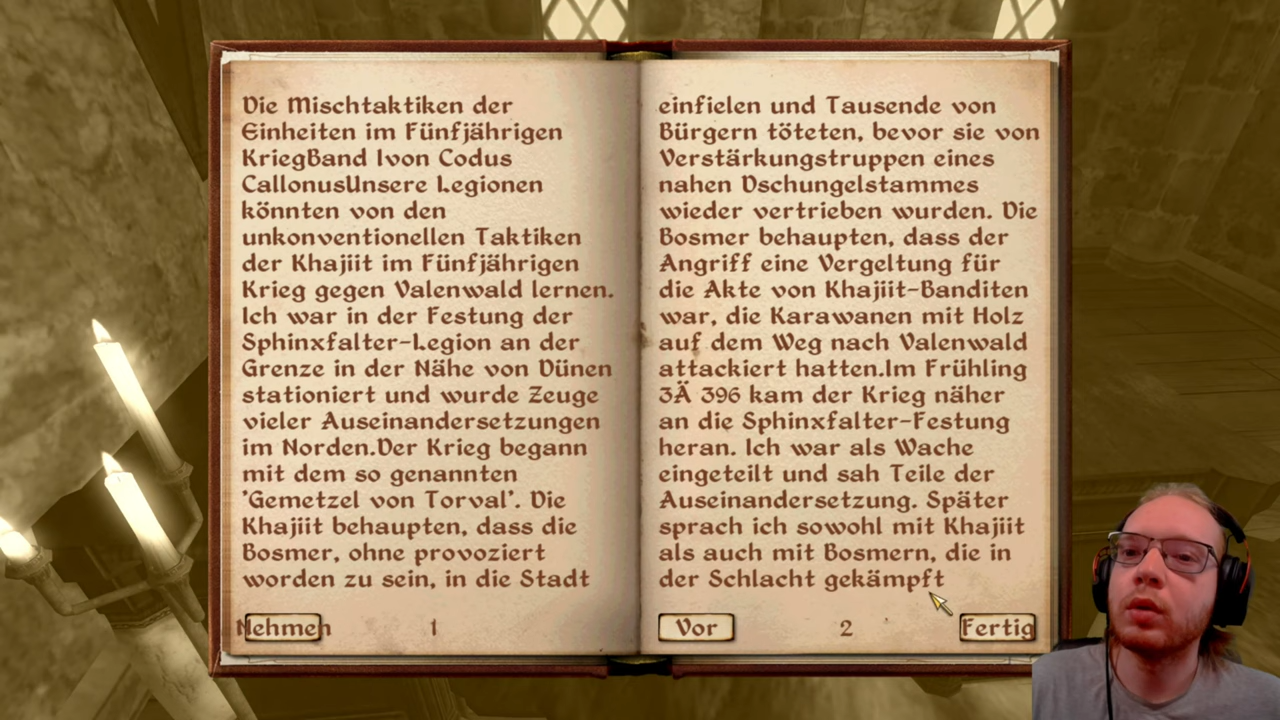 Die Mischtaktiken der
Einheiten im Fünfjährigen
KriegBand Ivon Codus
CallonusUnsere Legionen
könnten von den
unkonventionellen Taktiken
der Khajiit im Fünfjährigen
Krieg gegen Valenwald lernen.
Ich war in der Festung der
Sphinxfalter-Legion an der
Grenze in der Nähe von Dünen
stationiert und wurde Zeuge
vieler Auseinandersetzungen
im Norden.Der Krieg begann
mit dem so genannten
'Gemetzel von Torval'. Die
Khajiit behaupten, dass die
Bosmer, ohne provoziert
worden zu sein, in die Stadt
Nehmen
1
einfielen und Tausende von
Bürgern töteten, bevor sie von
Verstärkungstruppen eines
nahen Dschungelstammes
wieder vertrieben wurden. Die
Bosmer behaupten, dass der
Angriff eine Vergeltung für
die Akte von Khajiit-Banditen
war, die Karawanen mit Holz
auf dem Weg nach Valenwald
attackiert hatten.Im Frühling
3Ä 396 kam der Krieg näher
an die Sphinxfalter-Festung
heran. Ich war als Wache
eingeteilt und sah Teile der
Auseinandersetzung. Später
sprach ich sowohl mit Khajiit
als auch mit Bosmern, die in
der Schlacht gekämpft
Vor
2
Fertig